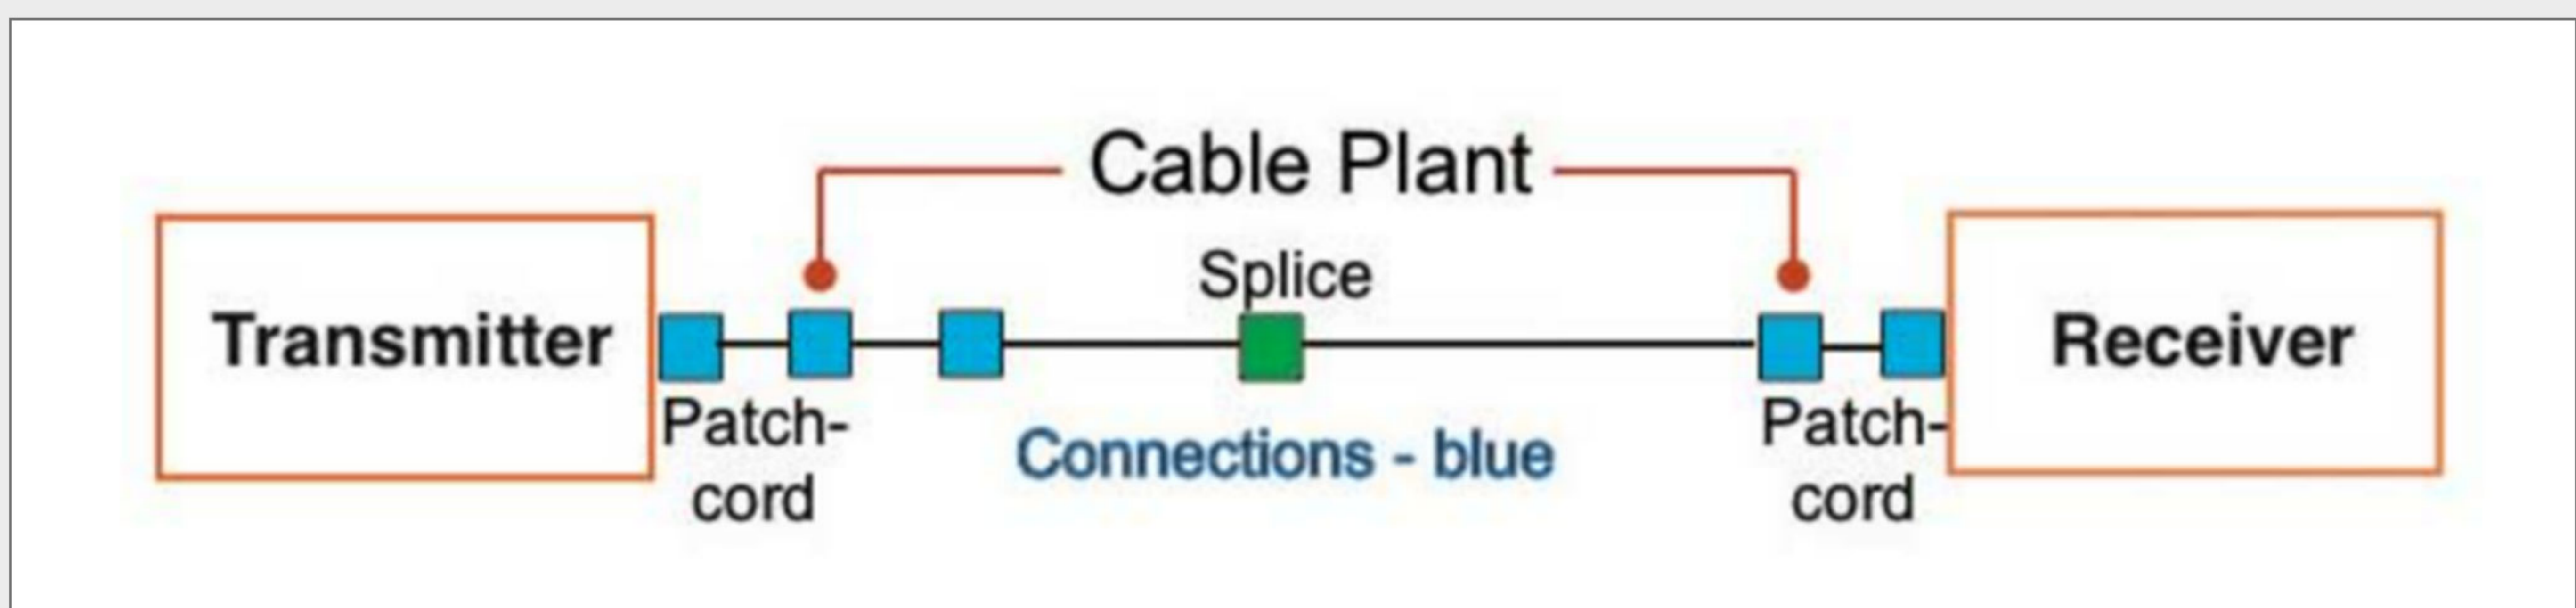 Cable Plant
Splice
Transmitter
Receiver
Patch-
cord
Connections - blue
Patch-
cord